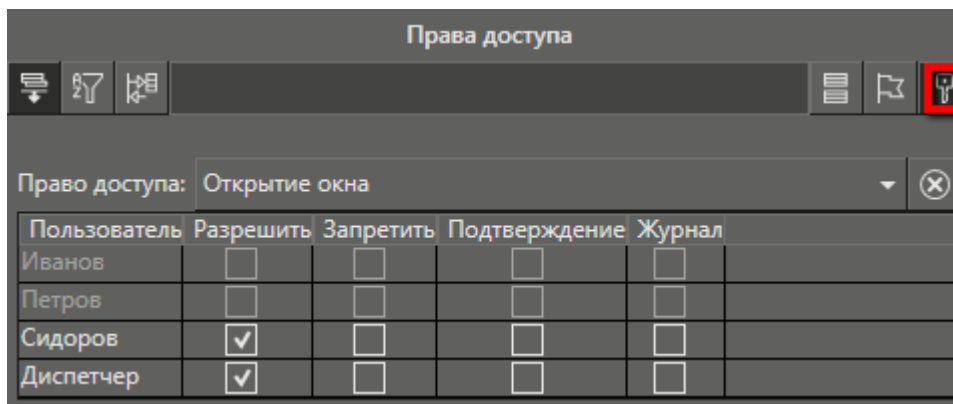 Права доступа
Право доступа: Открытие окна
Пользователь Разрешить Запретить Подтверждение Журнал
Иванов
Петров
Сидоров
Диспетчер